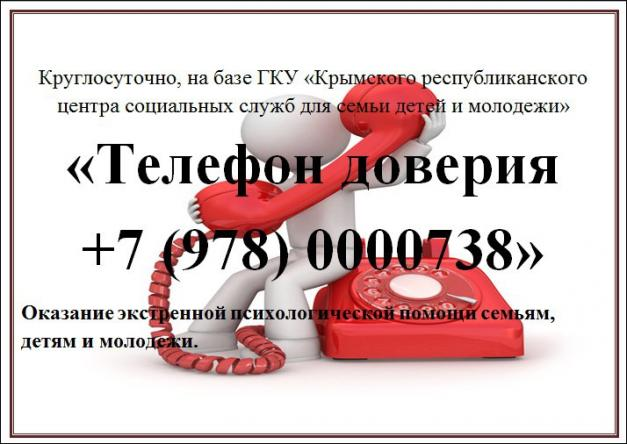 Круглосуточно, на базе ГКУ «Крымского республиканского
центра социальных служб для семьи детей и молодежи»
«Телефон доверия
+7 (978) 0000738»
Оказание экстренной психологической помощи семьям,
детям и молодежи.